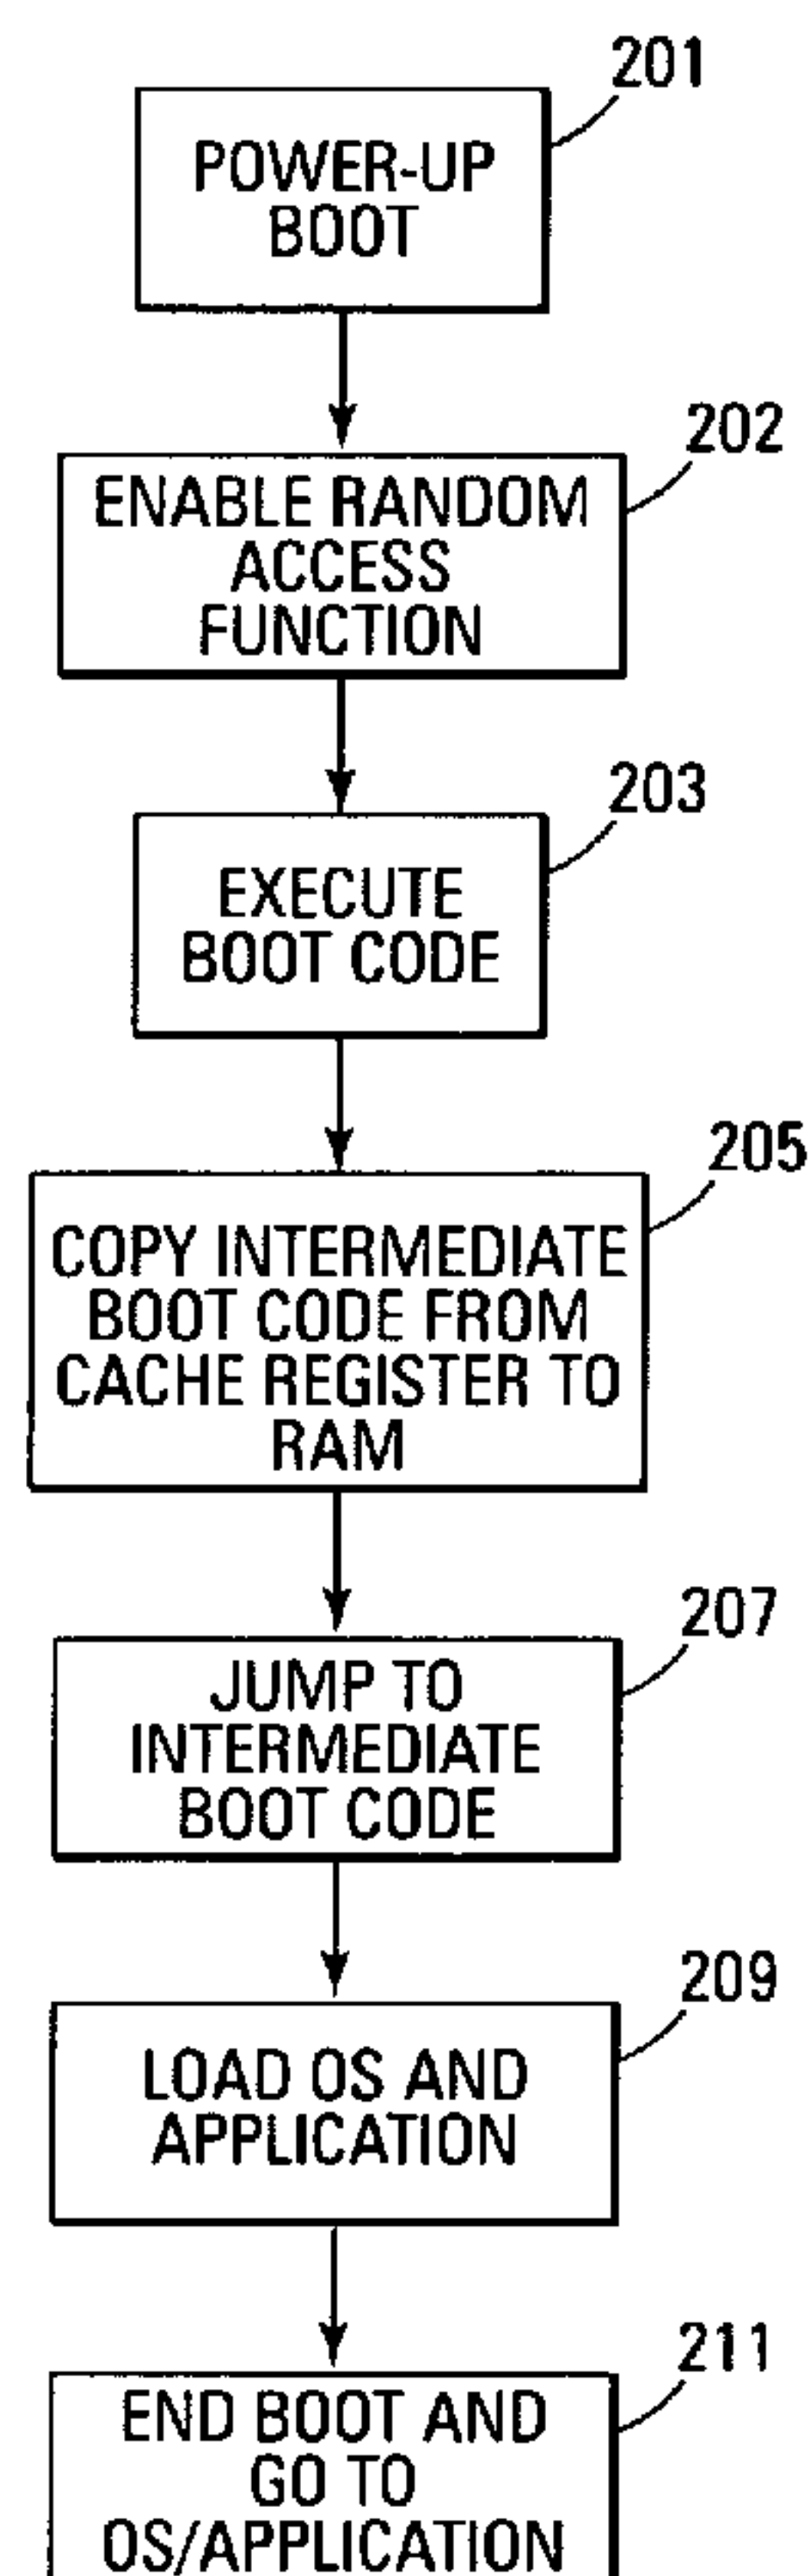 201
POWER-UP
BOOT
202
ENABLE RANDOM
ACCESS
FUNCTION
203
EXECUTE
BOOT CODE
205
COPY INTERMEDIATE
BOOT CODE FROM
CACHE REGISTER TO
RAM
207
JUMP TO
INTERMEDIATE
BOOT CODE
209
LOAD OS AND
APPLICATION
211
END BOOT AND
GO TO
OS/APPLICATION